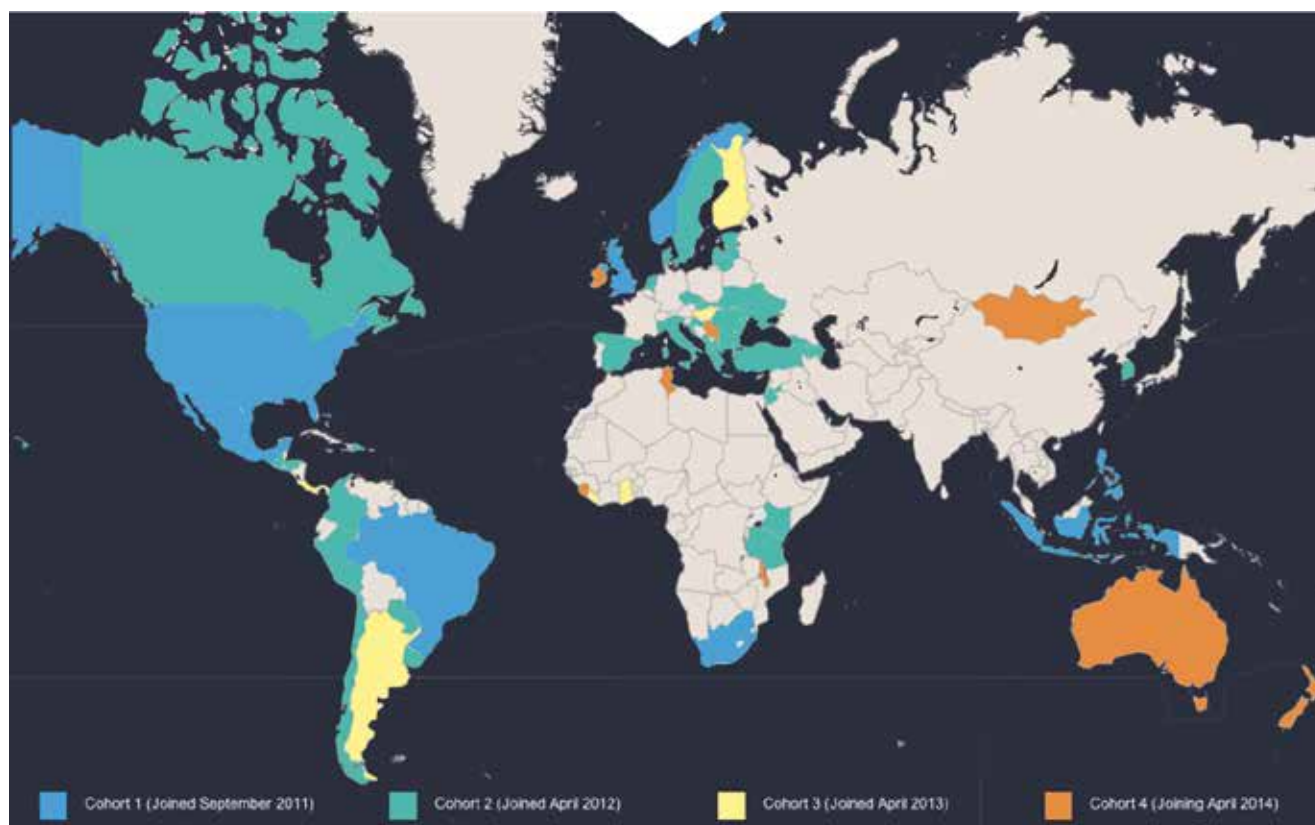 Cohort 1 (Joined September 2011)
Cohort 2 (Joined April 2012)
Cohort 3 (Joined April 2013)
Cohort 4 (Joining April 2014)